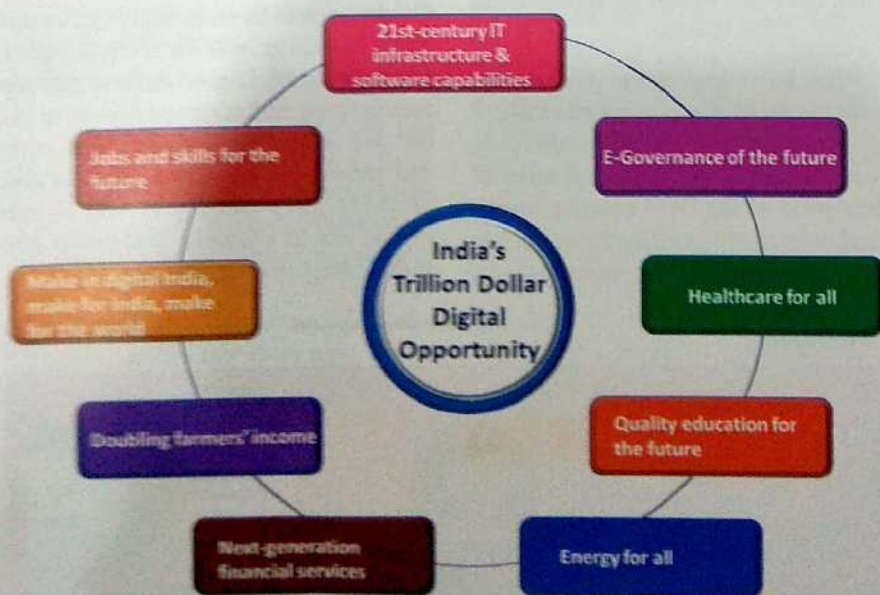 21st-century IT
infrastructure &
software capabilities
E-Governance of the future
Healthcare for all
Quality education for
the future
Energy for all
Next-generation
financial services
Doubling farmers' income
Make in digital India,
make for India, make
for the world
Jobs and skills for the
future
India's
Trillion Dollar
Digital
Opportunity